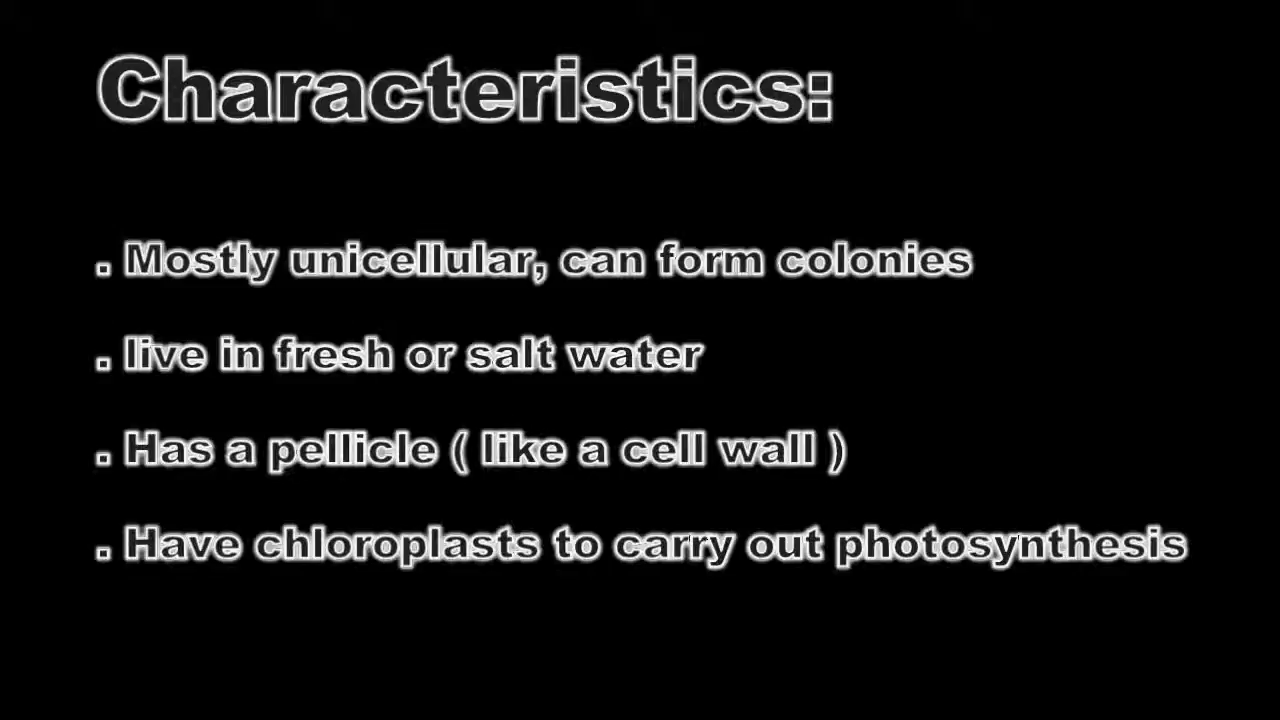 Characteristics:
. Mostly unicellular, can form colonies
. live in fresh or salt water
. Has a pellicle ( like a cell wall )
. Have chloroplasts to carry out photosynthesis